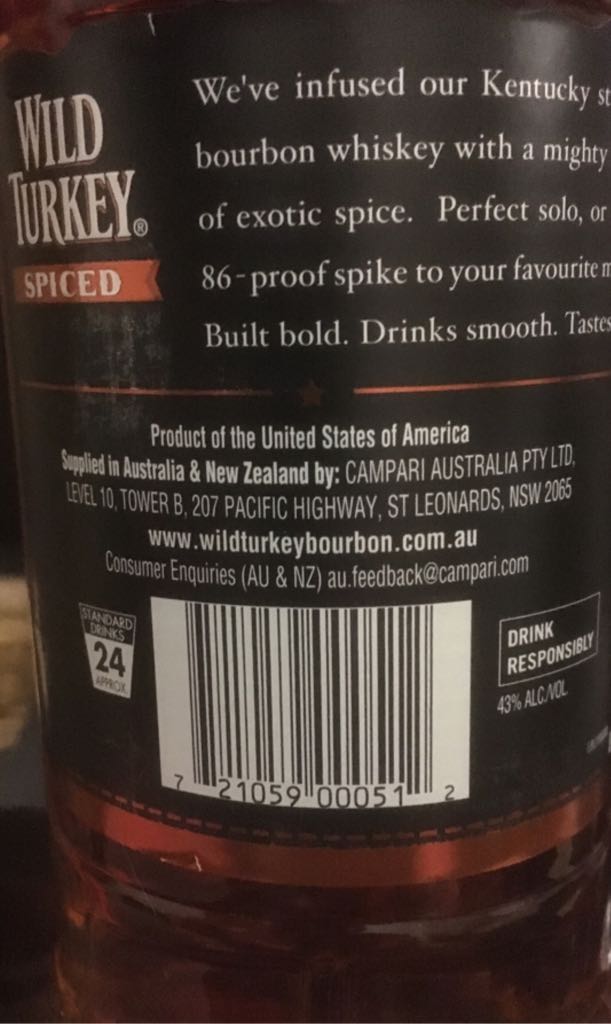 WILD
TURKEY®
SPICED
We've infused our Kentucky st
bourbon whiskey with a mighty
of exotic spice. Perfect solo, or
86-proof spike to your favourite m
Built bold. Drinks smooth. Tastes
Product of the United States of America
Supplied in Australia & New Zealand by: CAMPARI AUSTRALIA PTY LTD,
LEVEL 10, TOWER B, 207 PACIFIC HIGHWAY, ST LEONARDS, NSW 2065
www.wildturkeybourbon.com.au
Consumer Enquiries (AU & NZ) au.feedback@campari.com
STANDARD
DRINKS
24
APPROX.
DRINK
RESPONSIBLY
43% ALC/VOL
7 21059 00051 2